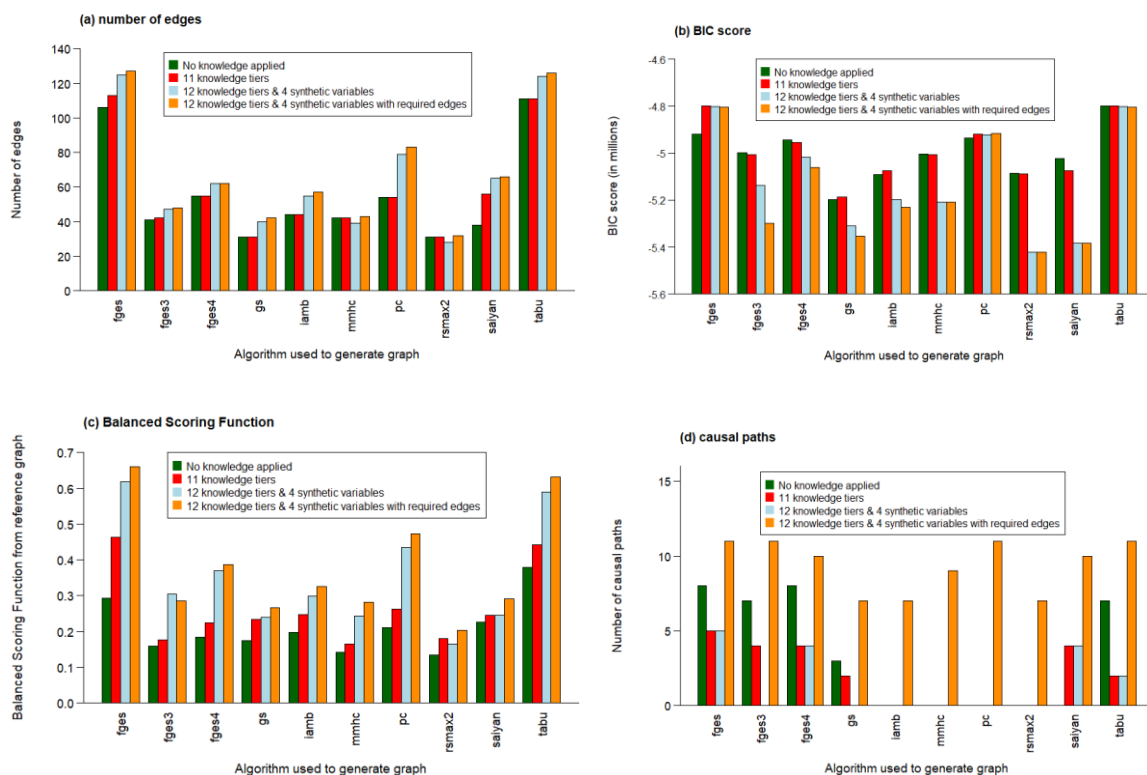 (a) number of edges
Number of edges
140
120
100
80
60
40
20
0
No knowledge applied
11 knowledge tiers
12 knowledge tiers & 4 synthetic variables
12 knowledge tiers & 4 synthetic variables with required edges
fges
fges3
fges4
gs
iamb
mmhc
pc
rsmax2
saiyan
tabu
Algorithm used to generate graph
(b) BIC score
BIC score (in millions)
-4.6
-4.8
-5
-5.2
-5.4
-5.6
No knowledge applied
11 knowledge tiers
12 knowledge tiers & 4 synthetic variables
12 knowledge tiers & 4 synthetic variables with required edges
fges
fges3
fges4
gs
iamb
mmhc
pc
rsmax2
saiyan
tabu
Algorithm used to generate graph
(c) Balanced Scoring Function
Balanced Scoring Function from reference graph
0.7
0.6
0.5
0.4
0.3
0.2
0.1
0.0
No knowledge applied
11 knowledge tiers
12 knowledge tiers & 4 synthetic variables
12 knowledge tiers & 4 synthetic variables with required edges
fges
fges3
fges4
gs
iamb
mmhc
pc
rsmax2
saiyan
tabu
Algorithm used to generate graph
(d) causal paths
Number of causal paths
15
10
5
0
No knowledge applied
11 knowledge tiers
12 knowledge tiers & 4 synthetic variables
12 knowledge tiers & 4 synthetic variables with required edges
fges
fges3
fges4
gs
iamb
mmhc
pc
rsmax2
saiyan
tabu
Algorithm used to generate graph